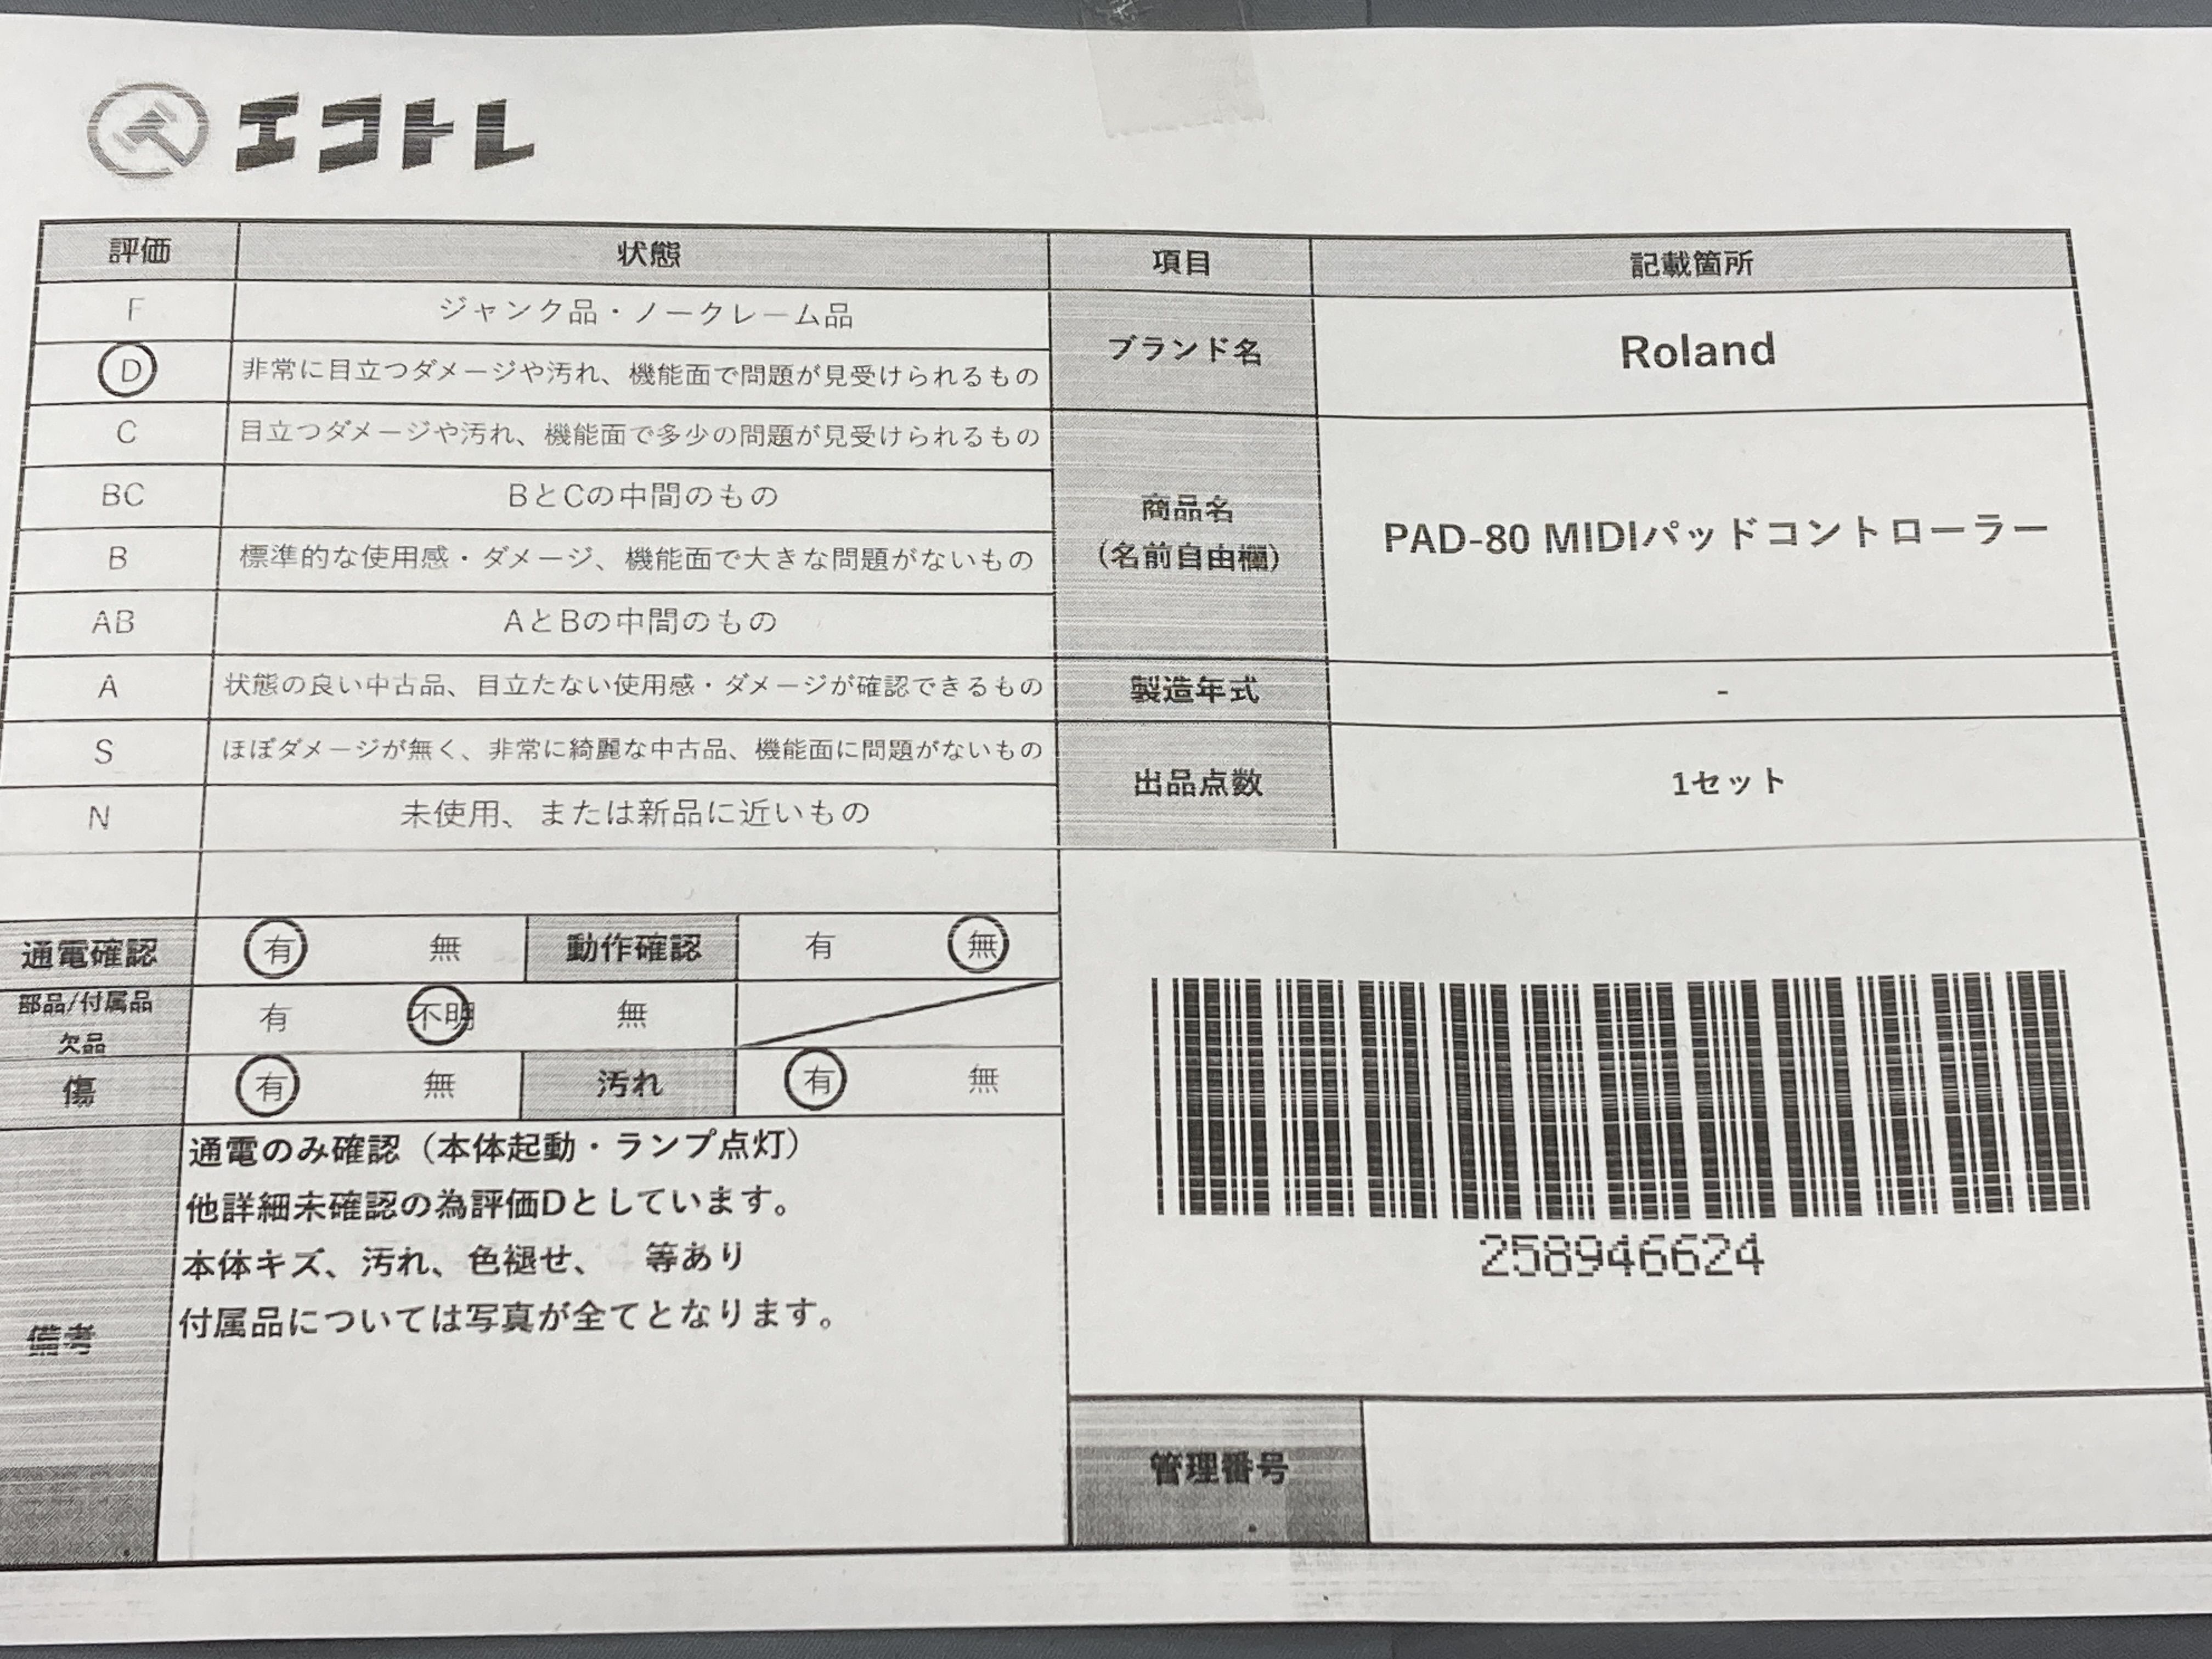 エコトレ
評価 状態 項目 記載箇所
F ジャンク品・ノークレーム品
D 非常に目立つダメージや汚れ、機能面で問題が見受けられるもの
ブランド名 Roland
C 目立つダメージや汚れ、機能面で多少の問題が見受けられるもの
BC BとCの中間のもの
B 標準的な使用感・ダメージ、機能面で大きな問題がないもの
商品名
(名前自由欄)
PAD-80 MIDIパッドコントローラー
AB AとBの中間のもの
A 状態の良い中古品、目立たない使用感・ダメージが確認できるもの
製造年式 -
S ほぼダメージが無く、非常に綺麗な中古品、機能面に問題がないもの
出品点数 1セット
N 未使用、または新品に近いもの
通電確認 有 無 動作確認 有 無
部品/付属品
欠品
有 不明 無
傷 有 無 汚れ 有 無
備考
通電のみ確認（本体起動・ランプ点灯）
他詳細未確認の為評価Dとしています。
本体キズ、汚れ、色褪せ、 等あり
付属品については写真が全てとなります。
258946624
管理番号